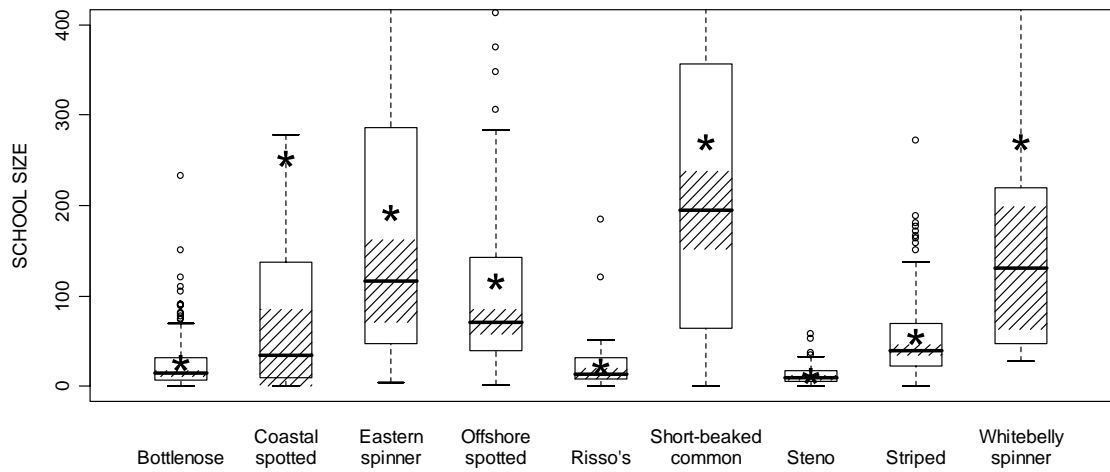 400
300
200
100
0
SCHOOL SIZE
Bottlenose
Coastal
spotted
Eastern
spinner
Offshore
spotted
Risso's
Short-beaked
common
Steno
Striped
Whitebelly
spinner